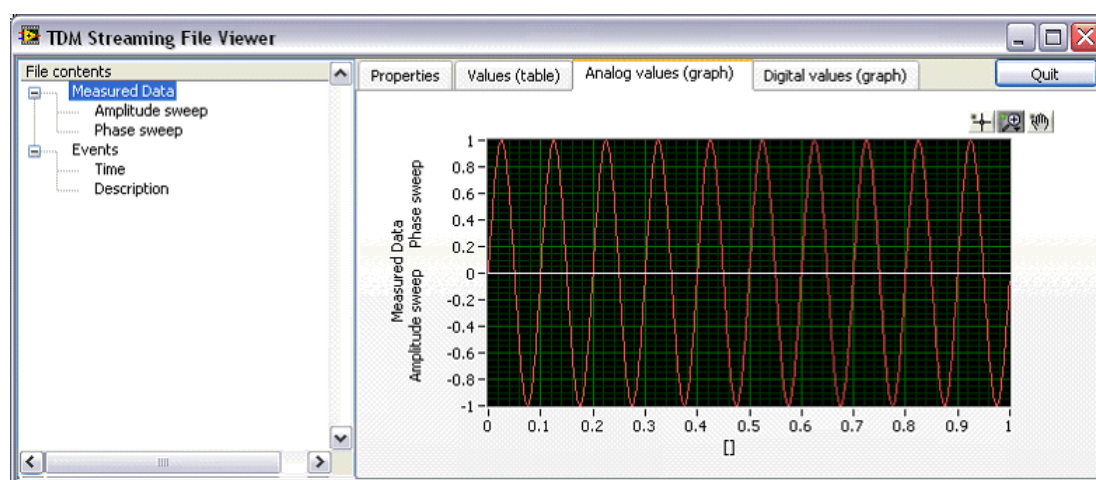 TDM Streaming File Viewer
File contents
Measured Data
Amplitude sweep
Phase sweep
Events
Time
Description
Properties
Values (table)
Analog values (graph)
Digital values (graph)
Quit
Measured Data
Amplitude sweep
Phase sweep
1
0.8
0.6
0.4
0.2
0
-0.2
-0.4
-0.6
-0.8
-1
0 0.1 0.2 0.3 0.4 0.5 0.6 0.7 0.8 0.9 1
[]